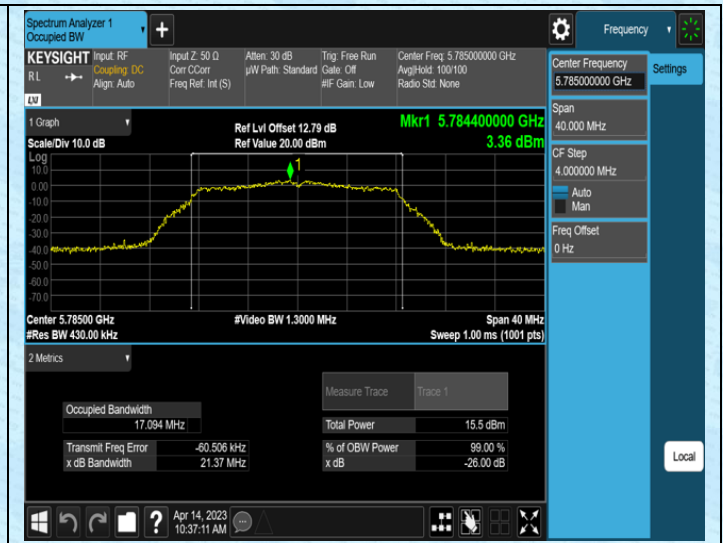 Spectrum Analyzer 1
Occupied BW
+
Frequency
KEYSIGHT
RL
Input: RF
Coupling: DC
Align: Auto
Input Z: 50 Ω
Corr CCorr
Freq Ref: Int (S)
Atten: 30 dB
µW Path: Standard
Trig: Free Run
Gate: Off
#IF Gain: Low
Center Freq: 5.785000000 GHz
Avg|Hold: 100/100
Radio Std: None
1 Graph
Scale/Div 10.0 dB
Ref Lvl Offset 12.79 dB
Ref Value 20.00 dBm
Mkr1 5.784400000 GHz
3.36 dBm
Log
10.0
0.00
-10.0
-20.0
-30.0
-40.0
-50.0
-60.0
-70.0
1
Center 5.78500 GHz
#Res BW 430.00 kHz
#Video BW 1.3000 MHz
Span 40 MHz
Sweep 1.00 ms (1001 pts)
2 Metrics
Measure Trace
Trace 1
Occupied Bandwidth
17.094 MHz
Total Power
15.5 dBm
Transmit Freq Error
-60.506 kHz
% of OBW Power
99.00 %
x dB Bandwidth
21.37 MHz
x dB
-26.00 dB
Center Frequency
5.785000000 GHz
Settings
Span
40.000 MHz
CF Step
4.000000 MHz
Auto
Man
Freq Offset
0 Hz
Local
?
Apr 14, 2023
10:37:11 AM